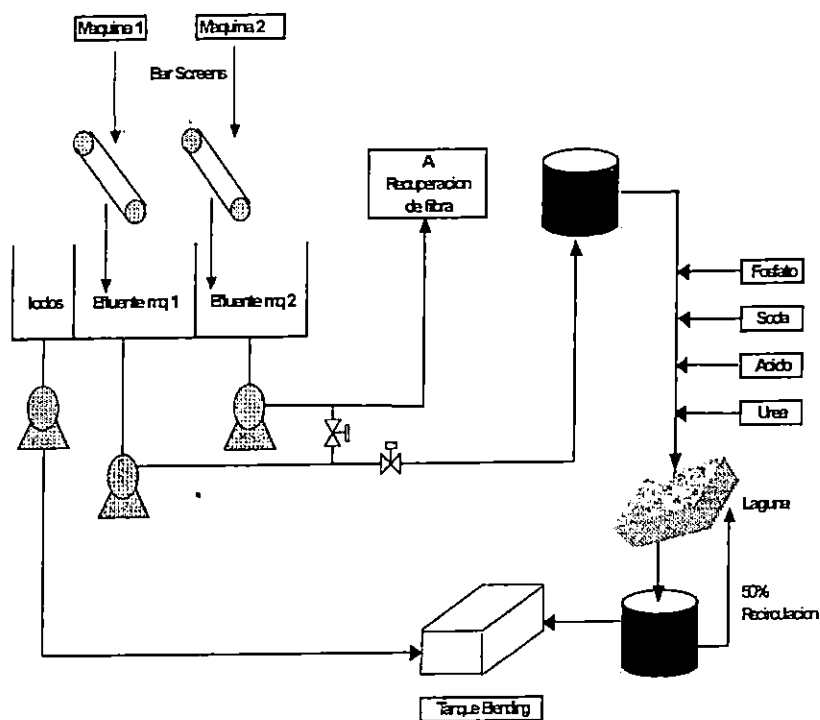 Maquina 1
Maquina 2
Bar Screens
A
Recuperacion
de fibra
lodos
Efluente mq 1
Efluente mq 2
Fosfato
Soda
Acido
Urea
Laguna
50%
Recirculacion
Tanque Blending